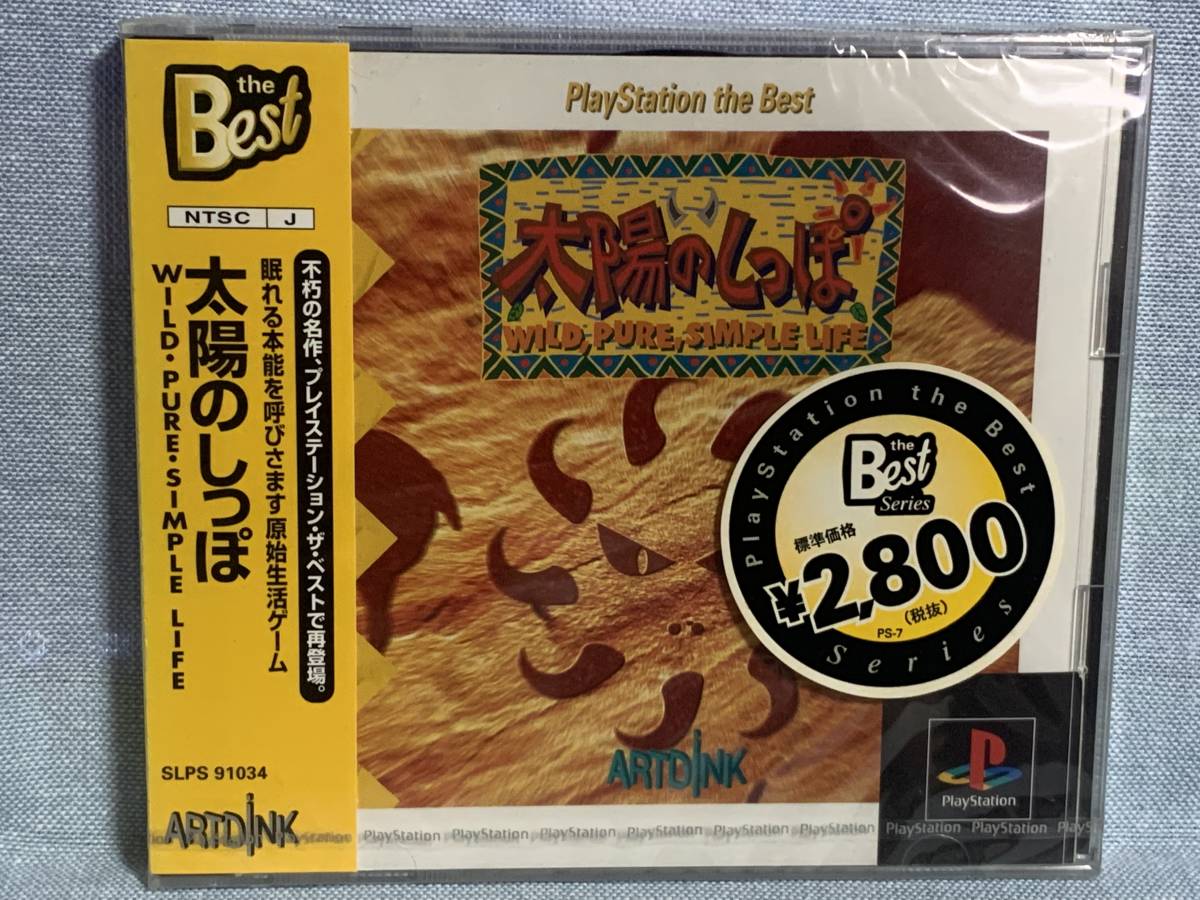 the
Best
NTSC J
不朽の名作、プレイステーション・ザ・ベストで再登場。
眠れる本能を呼びさます原始生活ゲーム
太陽のしっぽ
WILD・PURE・SIMPLE LIFE
SLPS 91034
ARTDINK
PlayStation the Best
太陽のしっぽ
WILD, PURE, SIMPLE LIFE
PlayStation the Best
the
Best
Series
標準価格
¥2,800
(税抜)
PS-7
Series
ARTDINK
PlayStation
PlayStation PlayStation PlayStation PlayStation PlayStation PlayStation PlayStation PlayStation